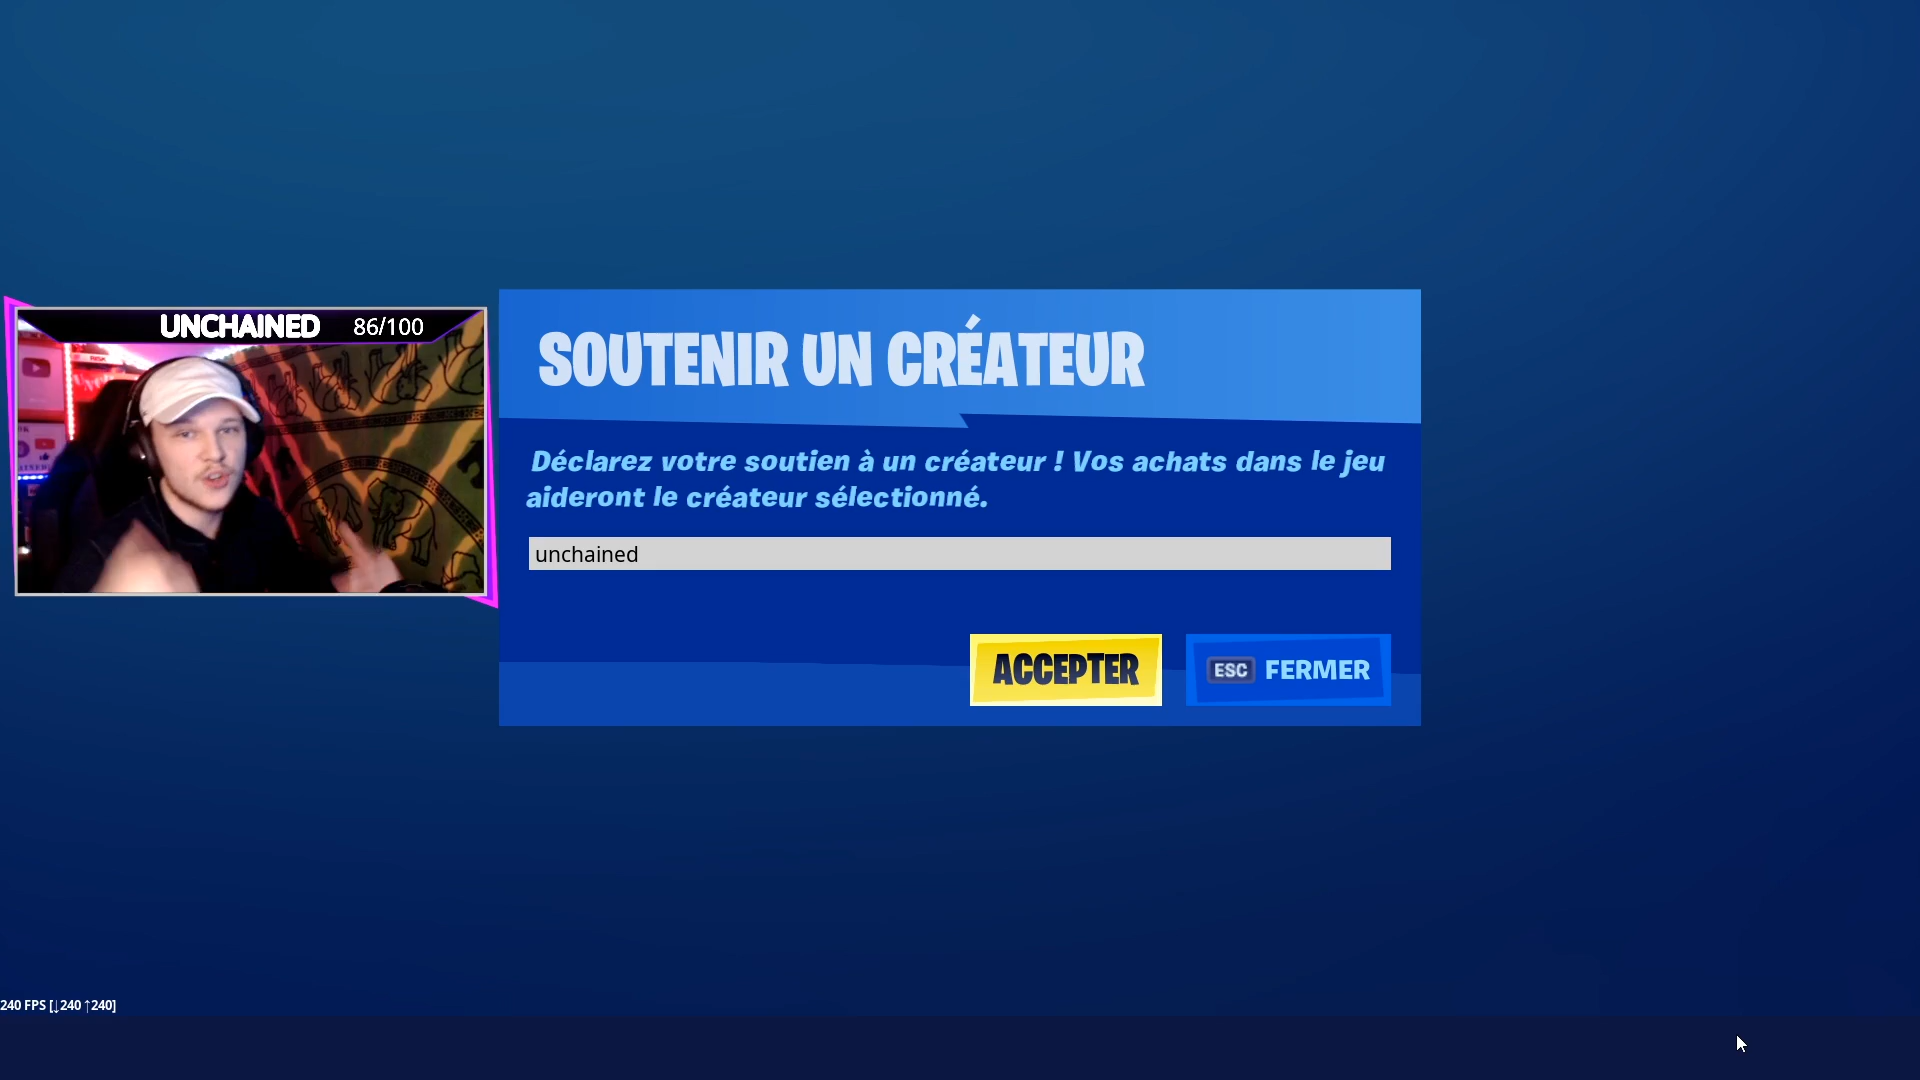 UNCHAINED 86/100
SOUTENIR UN CRÉATEUR
Déclarez votre soutien à un créateur ! Vos achats dans le jeu
aideront le créateur sélectionné.
unchained
ACCEPTER
ESC FERMER
240 FPS [↓240 ↑240]